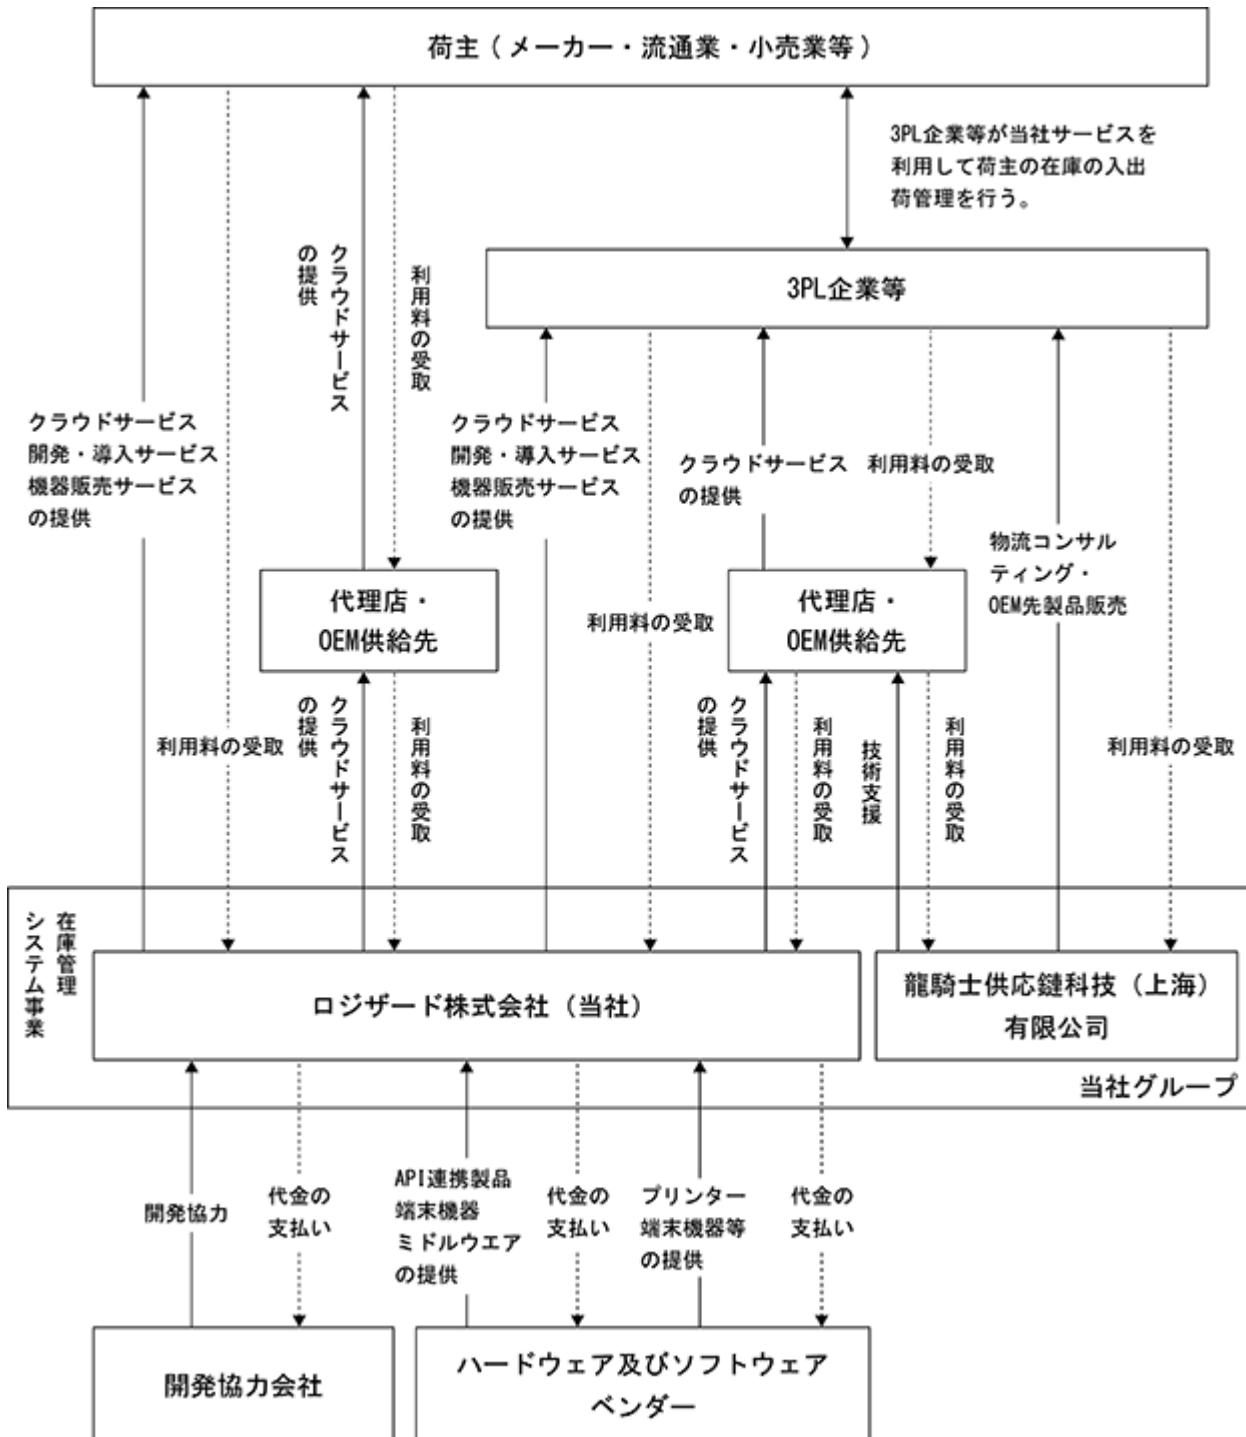 荷主（メーカー・流通業・小売業等）
3PL企業等が当社サービスを
利用して荷主の在庫の入出
荷管理を行う。
クラウドサービス
の提供
利用料の受取
3PL企業等
クラウドサービス
開発・導入サービス
機器販売サービス
の提供
クラウドサービス
開発・導入サービス
機器販売サービス
の提供
クラウドサービス
の提供
利用料の受取
物流コンサル
ティング・
OEM先製品販売
代理店・
OEM供給先
利用料の受取
代理店・
OEM供給先
利用料の受取
クラウドサービス
の提供
利用料の受取
クラウドサービス
の提供
利用料の受取
技術支援
利用料の受取
利用料の受取
在庫管理
システム事業
ロジザード株式会社（当社）
龍騎士供応鏈科技（上海）
有限公司
当社グループ
開発協力
代金の
支払い
API連携製品
端末機器
ミドルウエア
の提供
代金の
支払い
プリンター
端末機器等
の提供
代金の
支払い
開発協力会社
ハードウェア及びソフトウェア
ベンダー